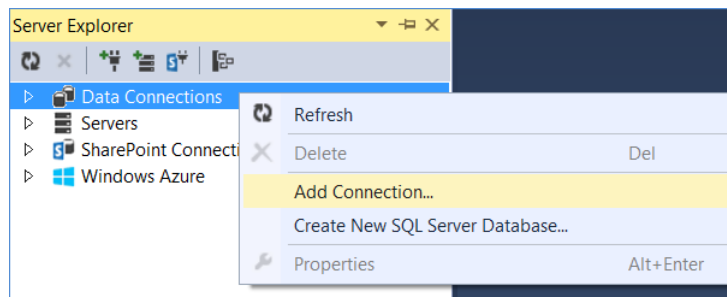 Server Explorer
Data Connections
Servers
SharePoint Connecti
Windows Azure
Refresh
Delete Del
Add Connection...
Create New SQL Server Database...
Properties Alt+Enter